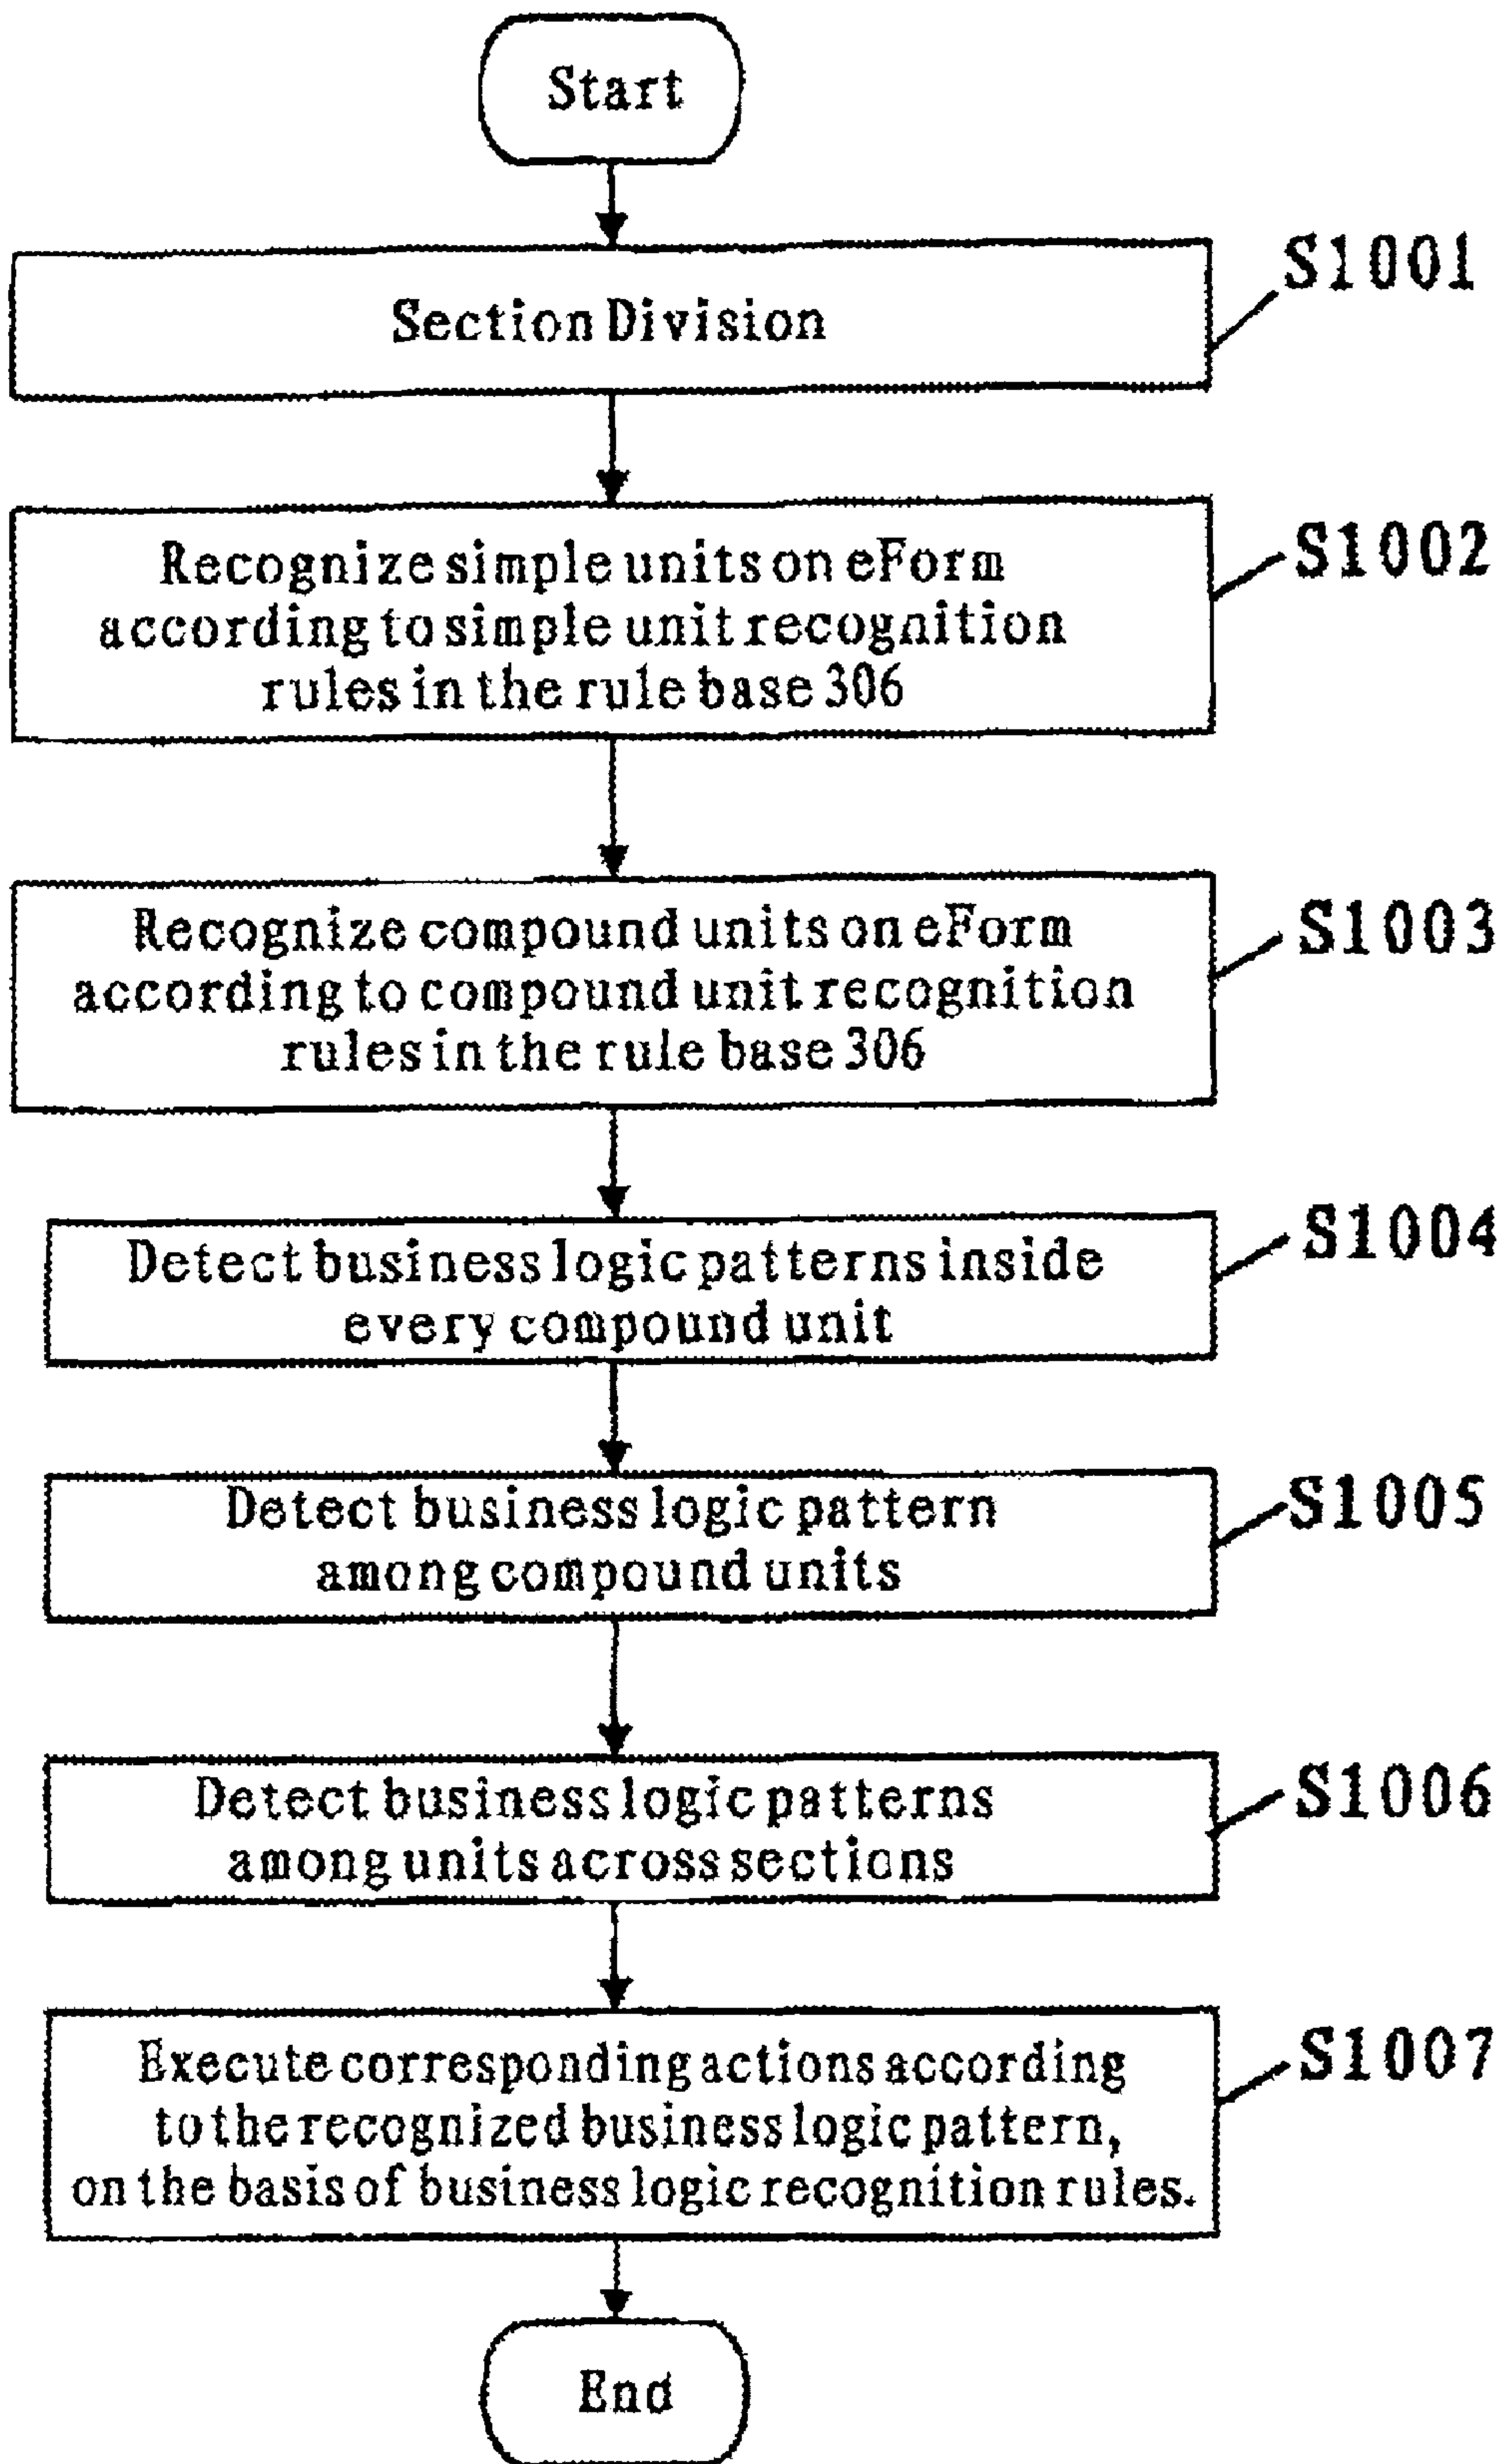 Start
Section Division
S1001
Recognize simple units on eForm
according to simple unit recognition
rules in the rule base 306
S1002
Recognize compound units on eForm
according to compound unit recognition
rules in the rule base 306
S1003
Detect business logic patterns inside
every compound unit
S1004
Detect business logic pattern
among compound units
S1005
Detect business logic patterns
among units across sections
S1006
Execute corresponding actions according
to the recognized business logic pattern,
on the basis of business logic recognition rules.
S1007
End